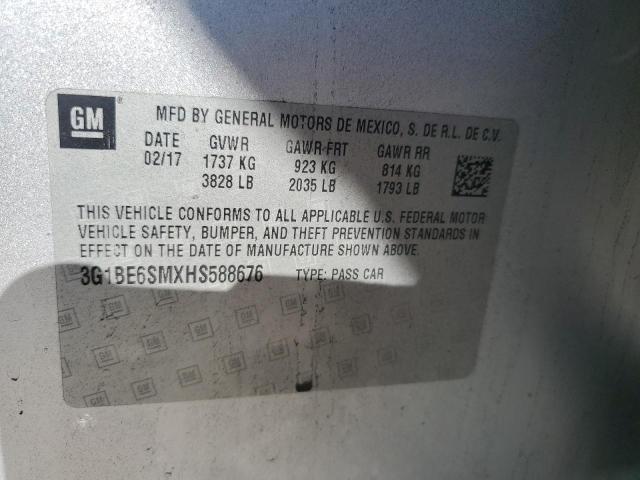 GM ®
MFD BY GENERAL MOTORS DE MEXICO, S. DE R.L. DE C.V.
DATE GVWR GAWR FRT GAWR RR
02/17 1737 KG 923 KG 814 KG
3828 LB 2035 LB 1793 LB
THIS VEHICLE CONFORMS TO ALL APPLICABLE U.S. FEDERAL MOTOR
VEHICLE SAFETY, BUMPER, AND THEFT PREVENTION STANDARDS IN
EFFECT ON THE DATE OF MANUFACTURE SHOWN ABOVE.
3G1BE6SMXHS588676 TYPE: PASS CAR